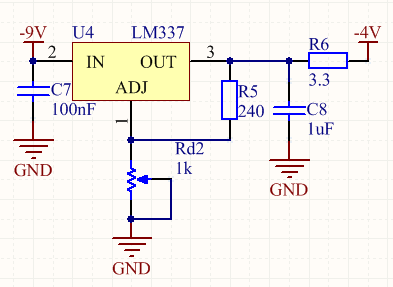 -9V
U4
LM337
-4V
2
3
R6
IN
OUT
C7
ADJ
3.3
100nF
R5
240
C8
1uF
1
Rd2
1k
GND
GND
GND